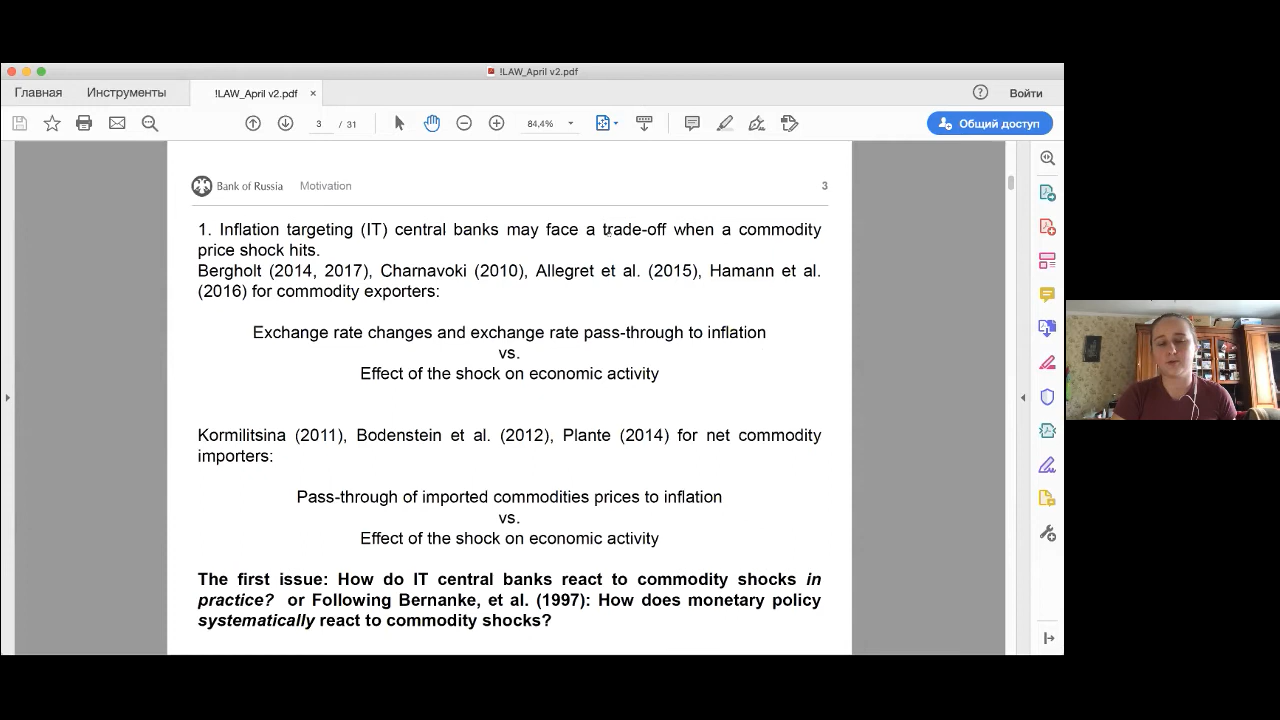 !LAW_April v2.pdf
Главная Инструменты !LAW_April v2.pdf × ? Войти
3 / 31 84,4% Общий доступ
Bank of Russia Motivation 3
1. Inflation targeting (IT) central banks may face a trade-off when a commodity
price shock hits.
Bergholt (2014, 2017), Charnavoki (2010), Allegret et al. (2015), Hamann et al.
(2016) for commodity exporters:
Exchange rate changes and exchange rate pass-through to inflation
vs.
Effect of the shock on economic activity
Kormilitsina (2011), Bodenstein et al. (2012), Plante (2014) for net commodity
importers:
Pass-through of imported commodities prices to inflation
vs.
Effect of the shock on economic activity
The first issue: How do IT central banks react to commodity shocks in
practice? or Following Bernanke, et al. (1997): How does monetary policy
systematically react to commodity shocks?